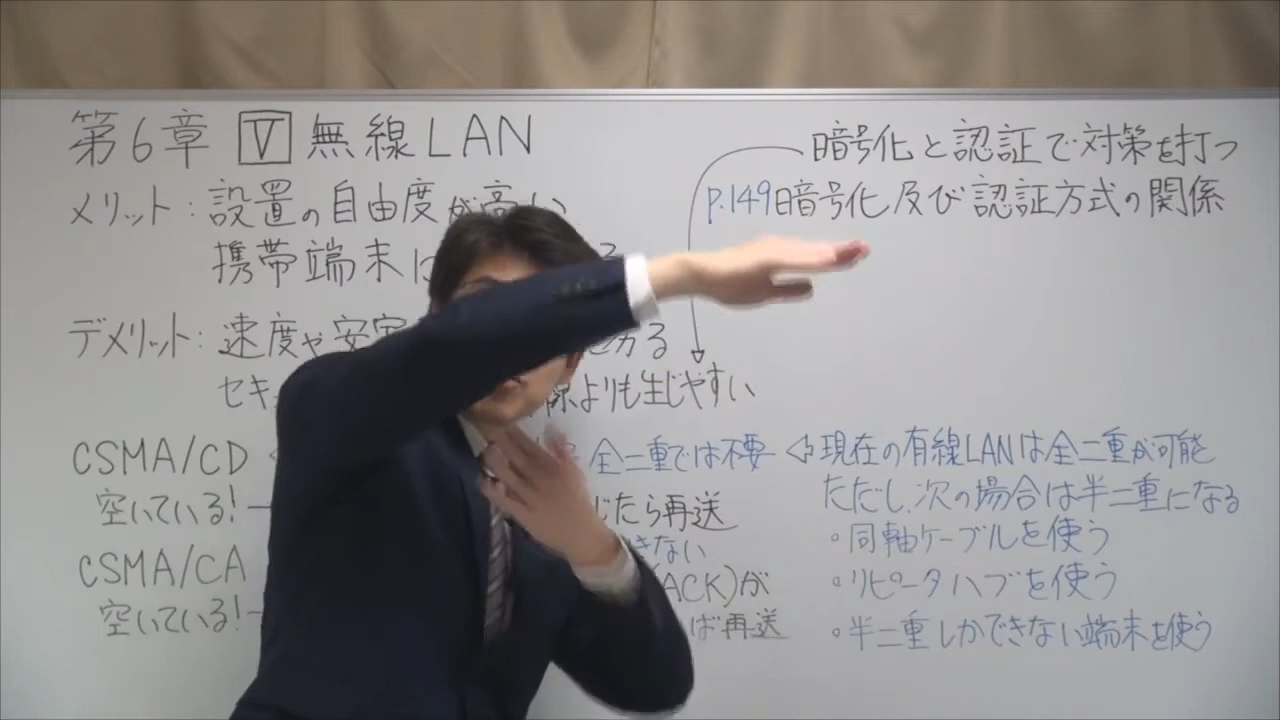 第6章 Ⅴ 無線LAN
メリット：設置の自由度が高い
携帯端末に
デメリット：速度や安定 劣る
セキュ よりも生じやすい
CSMA/CD 全二重では不要
空いている！ じたら再送
きない
CSMA/CA (ACK)が
空いている！ ば再送
暗号化と認証で対策を打つ
p.149暗号化及び認証方式の関係
現在の有線LANは全二重が可能
ただし、次の場合は半二重になる
・同軸ケーブルを使う
・リピータハブを使う
・半二重しかできない端末を使う